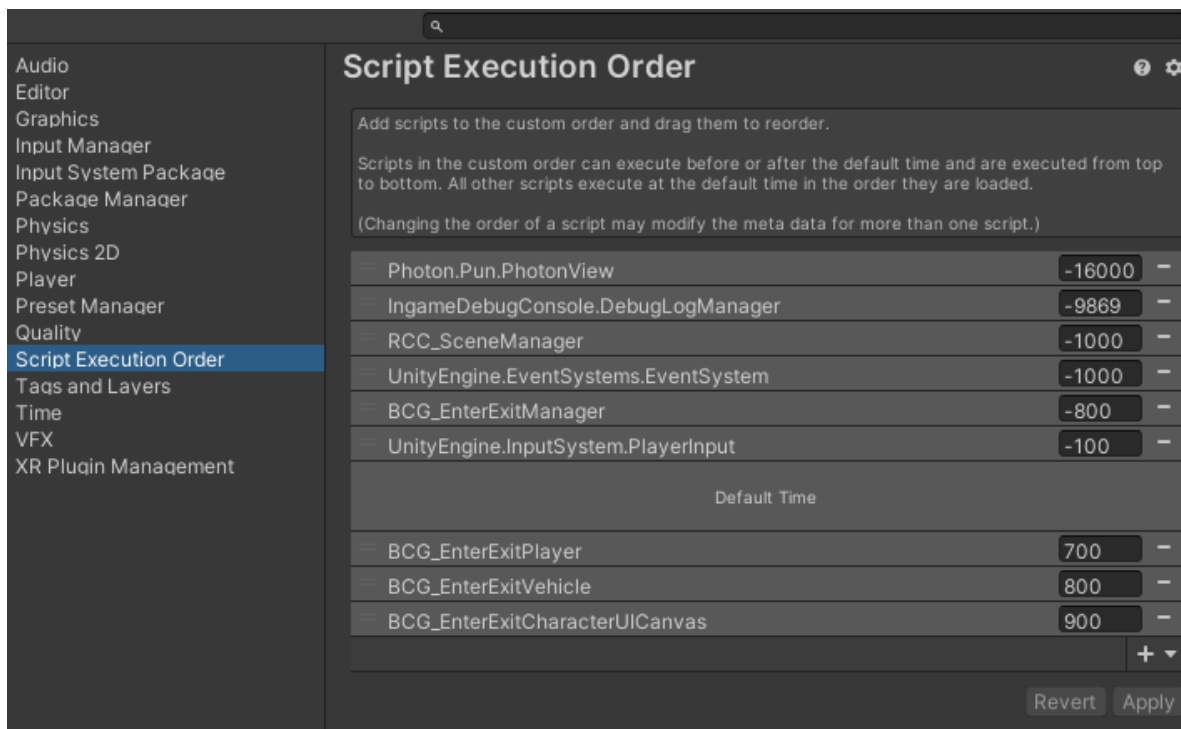 Audio
Editor
Graphics
Input Manager
Input System Package
Package Manager
Physics
Physics 2D
Player
Preset Manager
Quality
Script Execution Order
Tags and Layers
Time
VFX
XR Plugin Management
Script Execution Order
Add scripts to the custom order and drag them to reorder.
Scripts in the custom order can execute before or after the default time and are executed from top
to bottom. All other scripts execute at the default time in the order they are loaded.
(Changing the order of a script may modify the meta data for more than one script.)
Photon.Pun.PhotonView -16000
IngameDebugConsole.DebugLogManager -9869
RCC_SceneManager -1000
UnityEngine.EventSystems.EventSystem -1000
BCG_EnterExitManager -800
UnityEngine.InputSystem.PlayerInput -100
Default Time
BCG_EnterExitPlayer 700
BCG_EnterExitVehicle 800
BCG_EnterExitCharacterUICanvas 900
Revert Apply